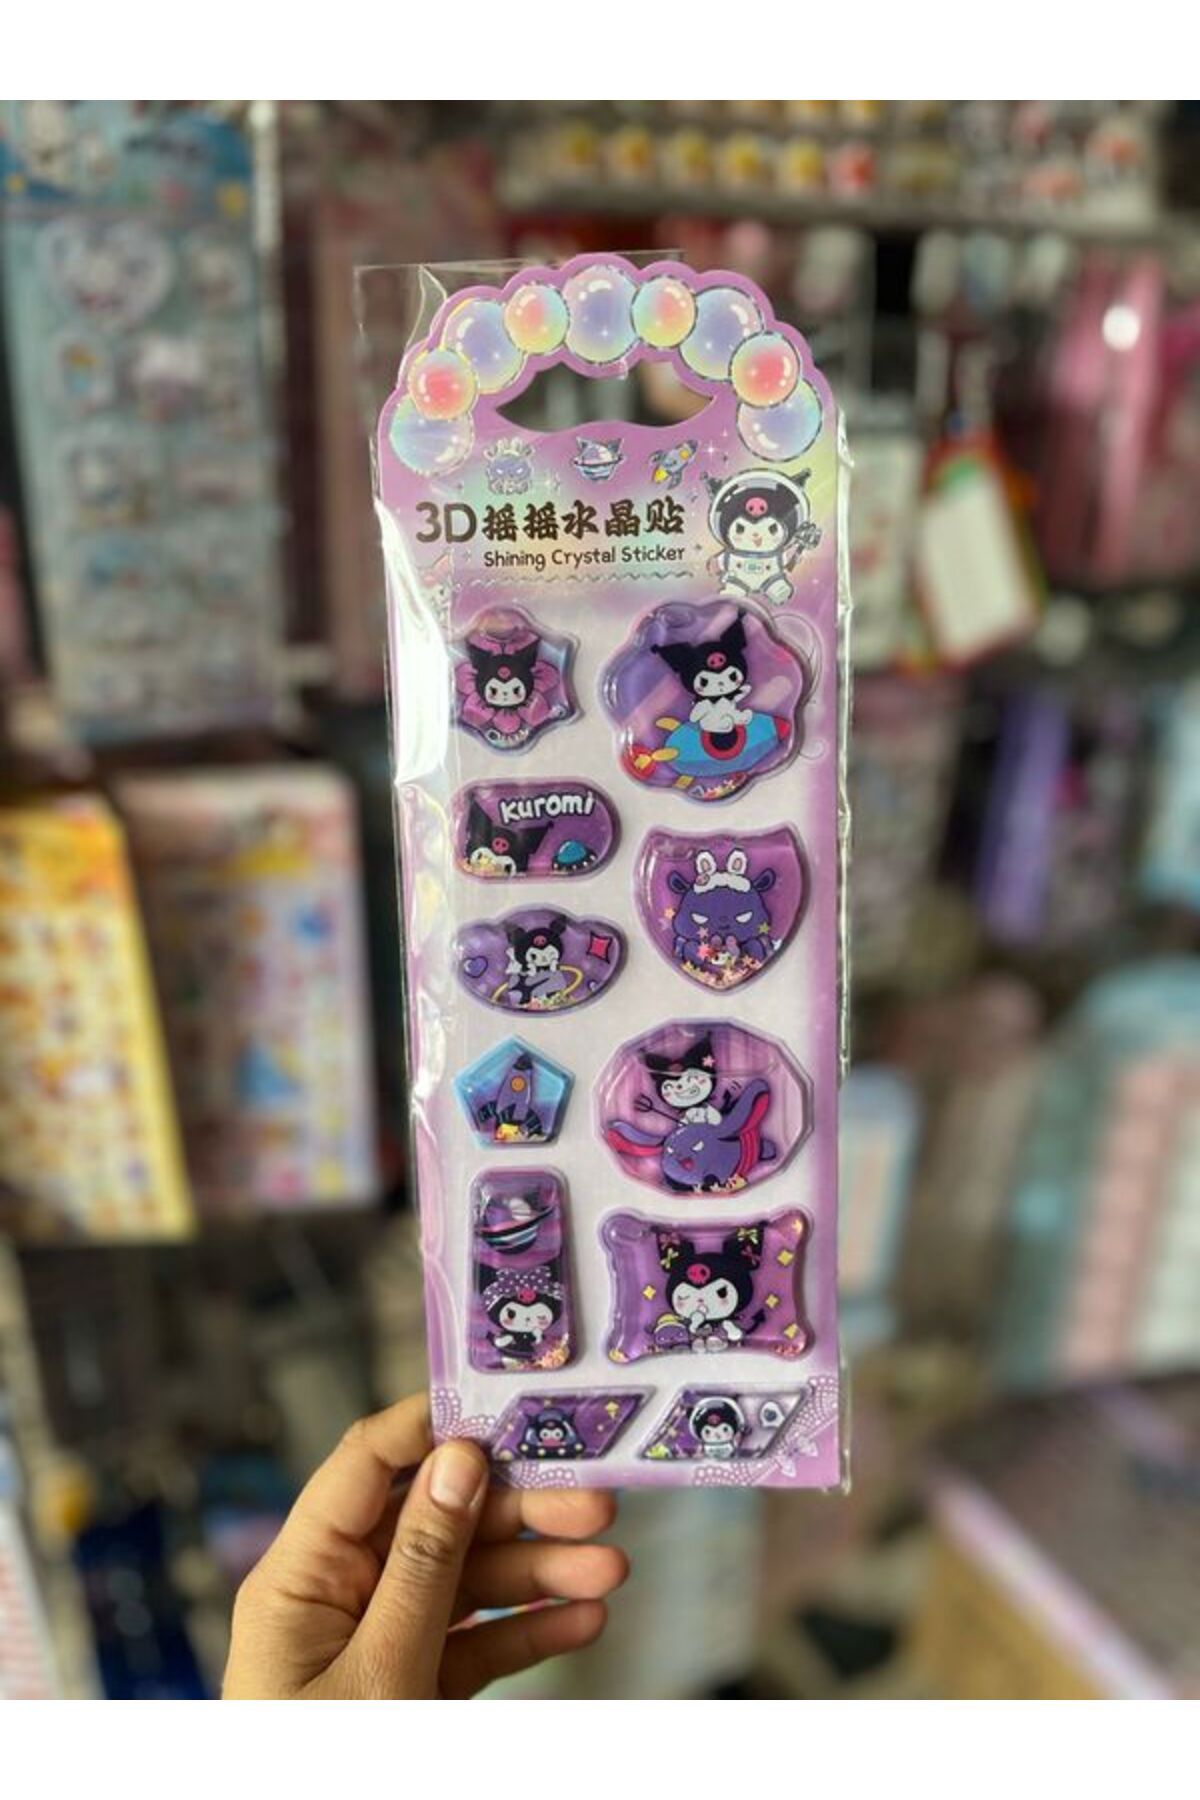 3D摇摇水晶贴
Shining Crystal Sticker
Kuromi